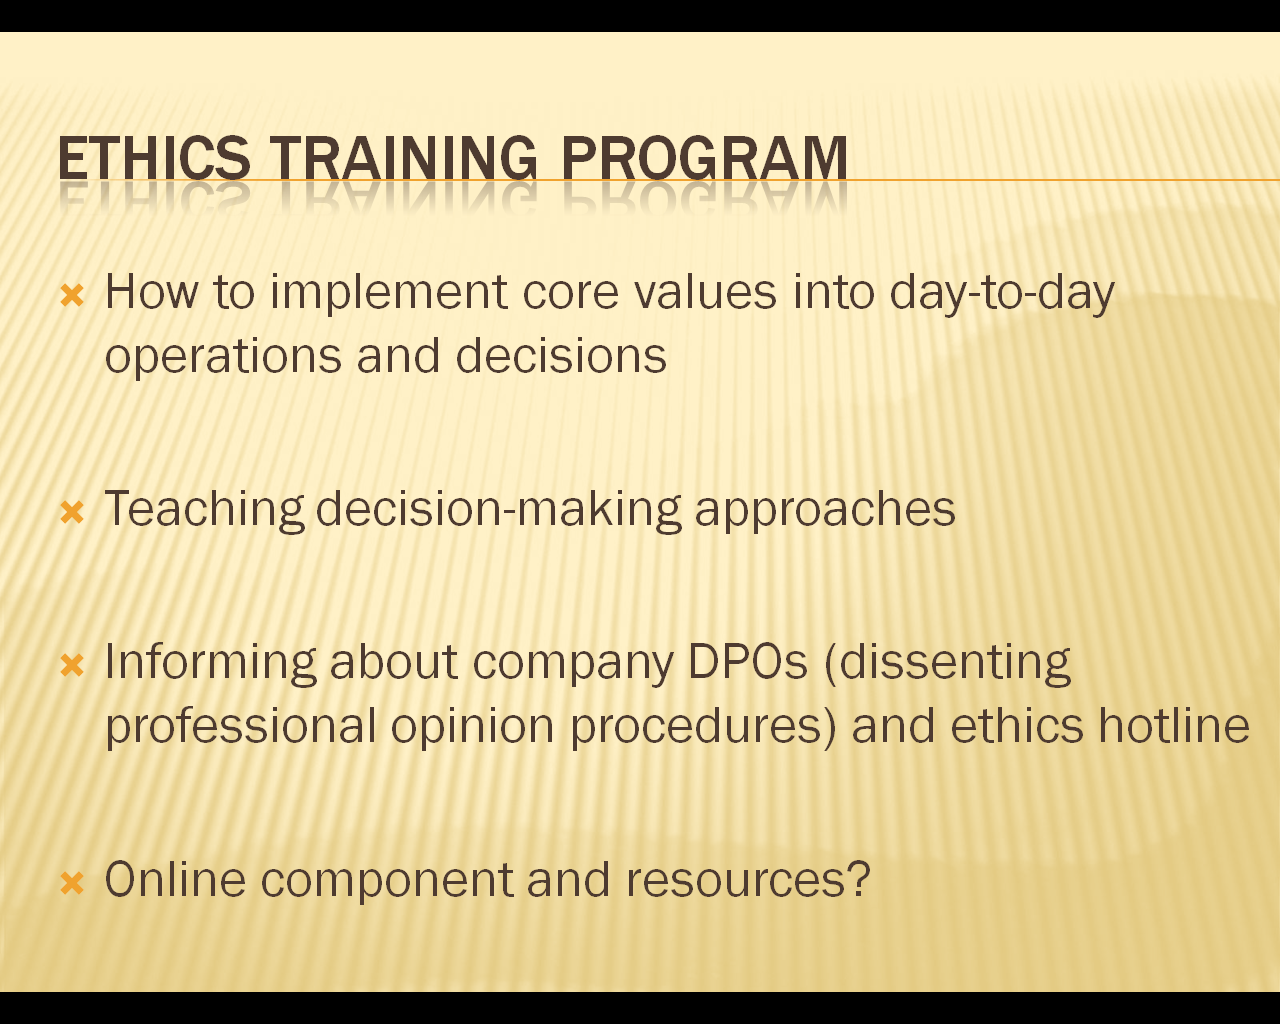 ETHICS TRAINING PROGRAM
How to implement core values into day-to-day
operations and decisions
Teaching decision-making approaches
Informing about company DPOs (dissenting
professional opinion procedures) and ethics hotline
Online component and resources?